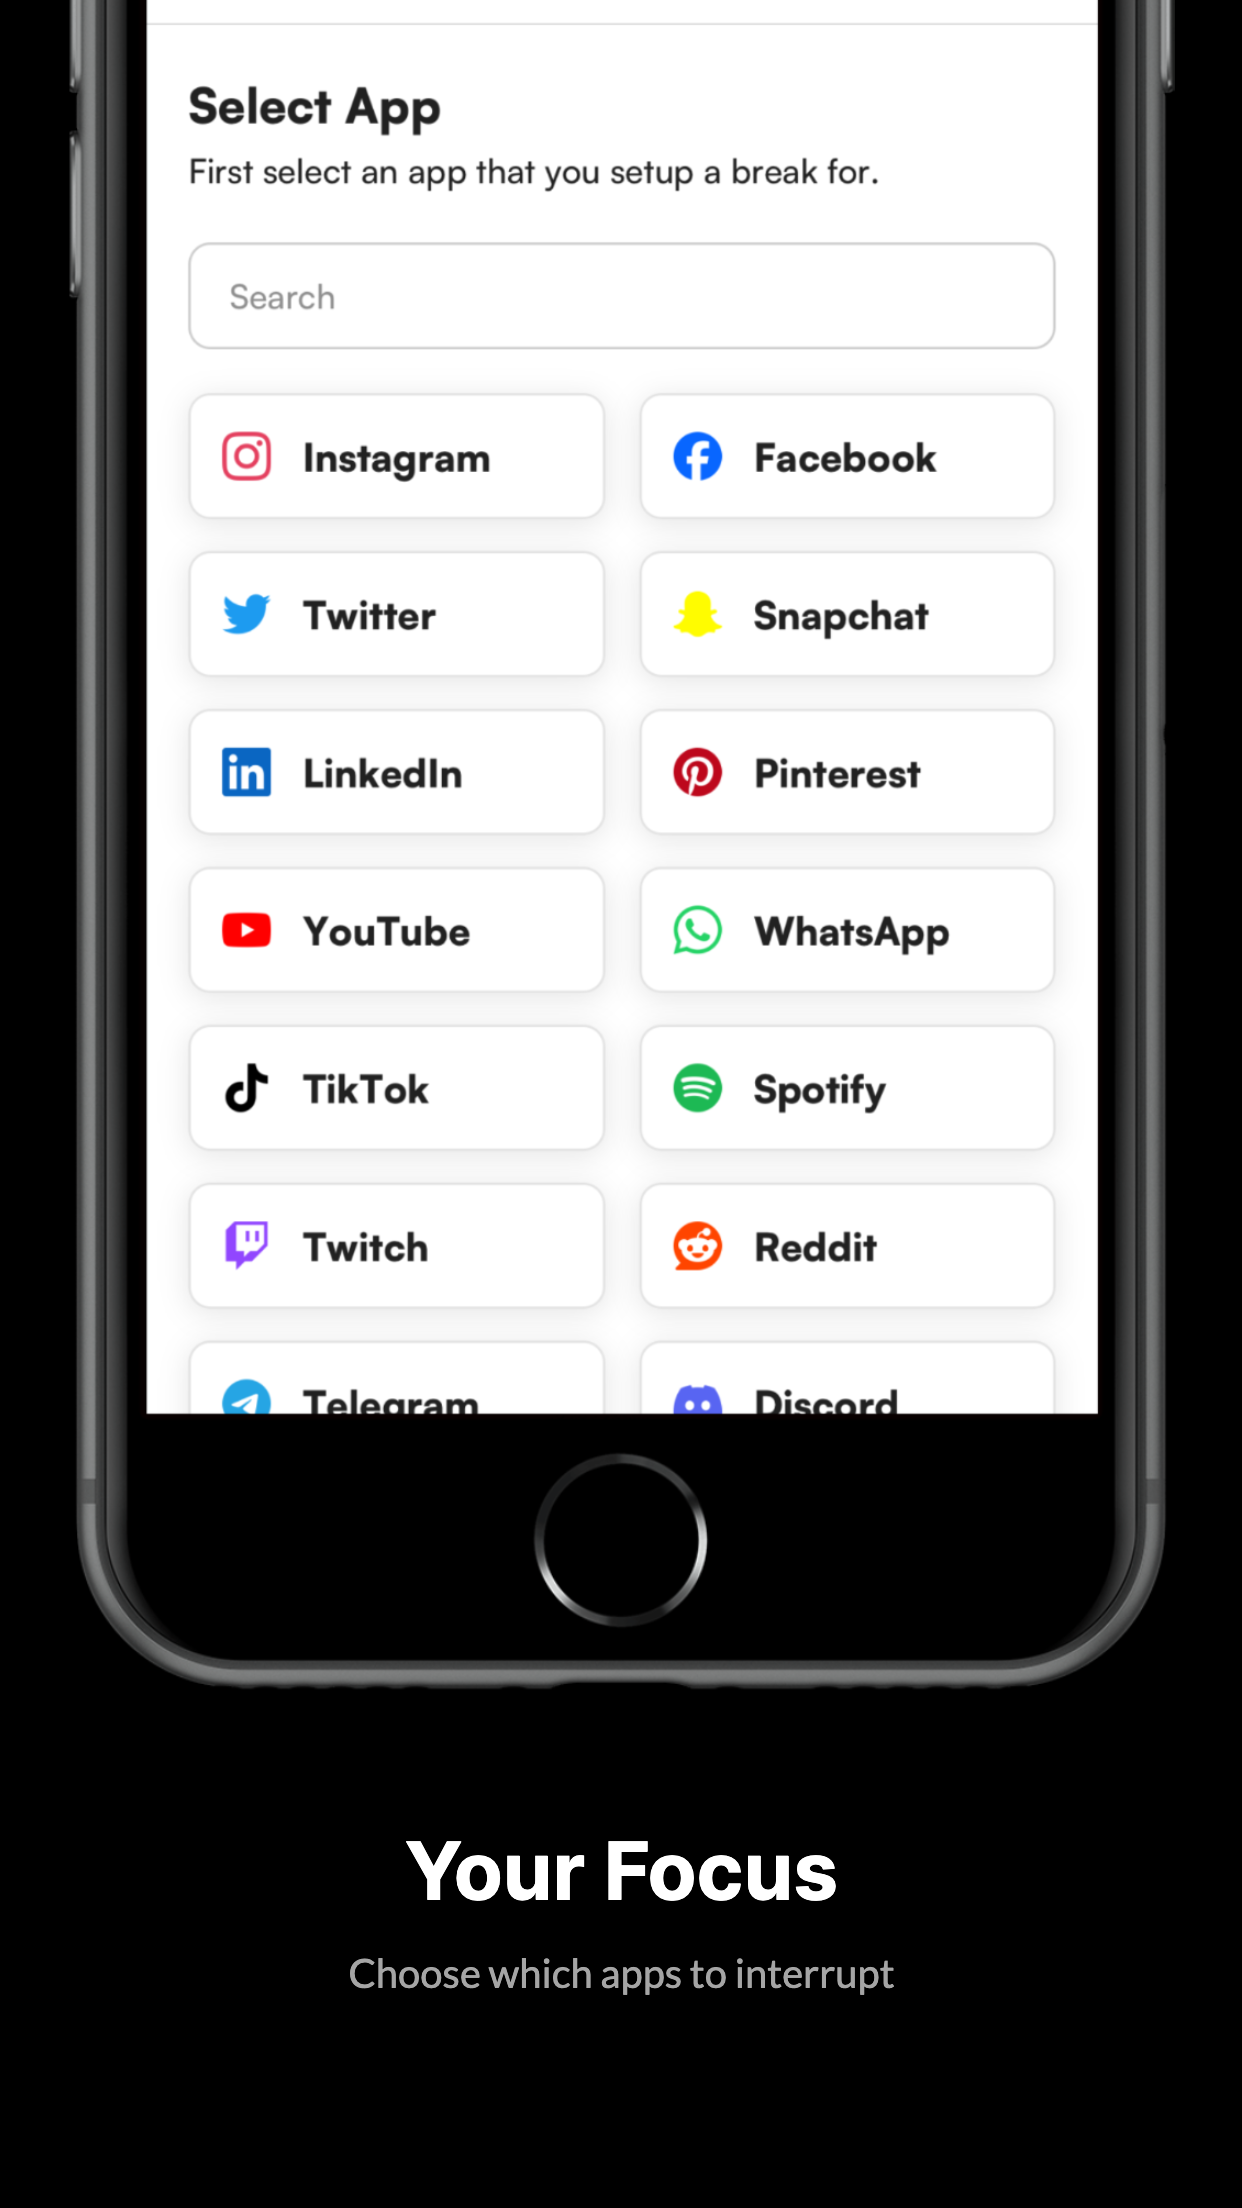 Select App
First select an app that you setup a break for.
Search
Instagram
Facebook
Twitter
Snapchat
LinkedIn
Pinterest
YouTube
WhatsApp
TikTok
Spotify
Twitch
Reddit
Telegram
Discord
Your Focus
Choose which apps to interrupt